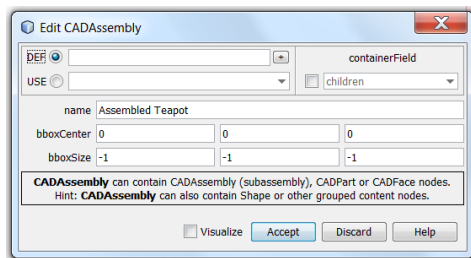 Edit CADAssembly
DEF
containerField
USE
children
name Assembled Teapot
bboxCenter 0 0 0
bboxSize -1 -1 -1
CADAssembly can contain CADAssembly (subassembly), CADPart or CADFace nodes.
Hint: CADAssembly can also contain Shape or other grouped content nodes.
Visualize Accept Discard Help